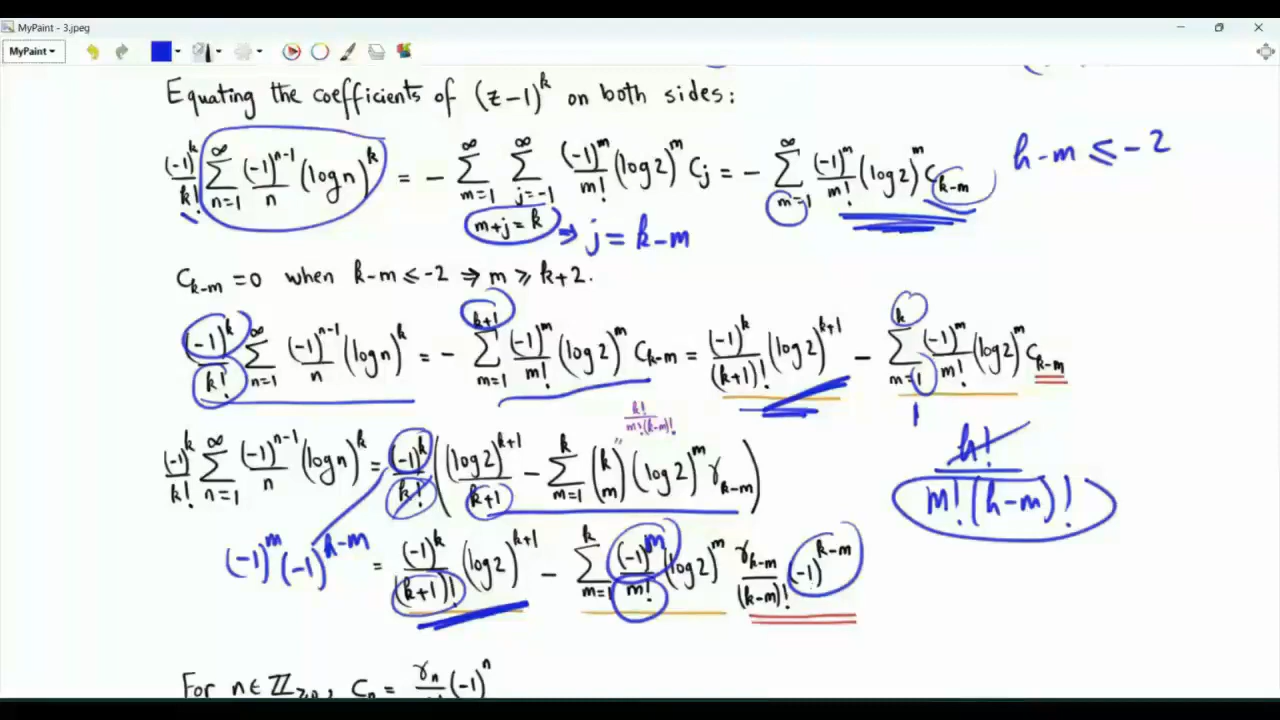 MyPaint - 3.jpeg
MyPaint
Equating the coefficients of (z-1)^k on both sides:
(-1)^k/k! ∑_{n=1}^{∞} (-1)^{n-1}/n (log n)^k = - ∑_{m=1}^{∞} ∑_{j=-1}^{∞} (-1)^m/m! (log 2)^m C_j = - ∑_{m=1}^{∞} (-1)^m/m! (log 2)^m C_{k-m} k-m ≤ -2
m+j=k ⇒ j = k-m
C_{k-m} = 0 when k-m ≤ -2 ⇒ m ≥ k+2.
(-1)^k/k! ∑_{n=1}^{∞} (-1)^{n-1}/n (log n)^k = - ∑_{m=1}^{k+1} (-1)^m/m! (log 2)^m C_{k-m} = (-1)^k/(k+1)! (log 2)^{k+1} - ∑_{m=1}^{k} (-1)^m/m! (log 2)^m C_{k-m}
k!/m!(k-m)!
(-1)^k/k! ∑_{n=1}^{∞} (-1)^{n-1}/n (log n)^k = (-1)^k/k! ( (log 2)^{k+1}/k+1 - ∑_{m=1}^{k} (k m) (log 2)^m γ_{k-m} ) k!/m!(k-m)!
(-1)^m (-1)^{k-m} = (-1)^k/(k+1)! (log 2)^{k+1} - ∑_{m=1}^{k} (-1)^m/m! (log 2)^m γ_{k-m}/(k-m)! (-1)^{k-m}
For n ∈ ℤ , C_n = γ_n (-1)^n